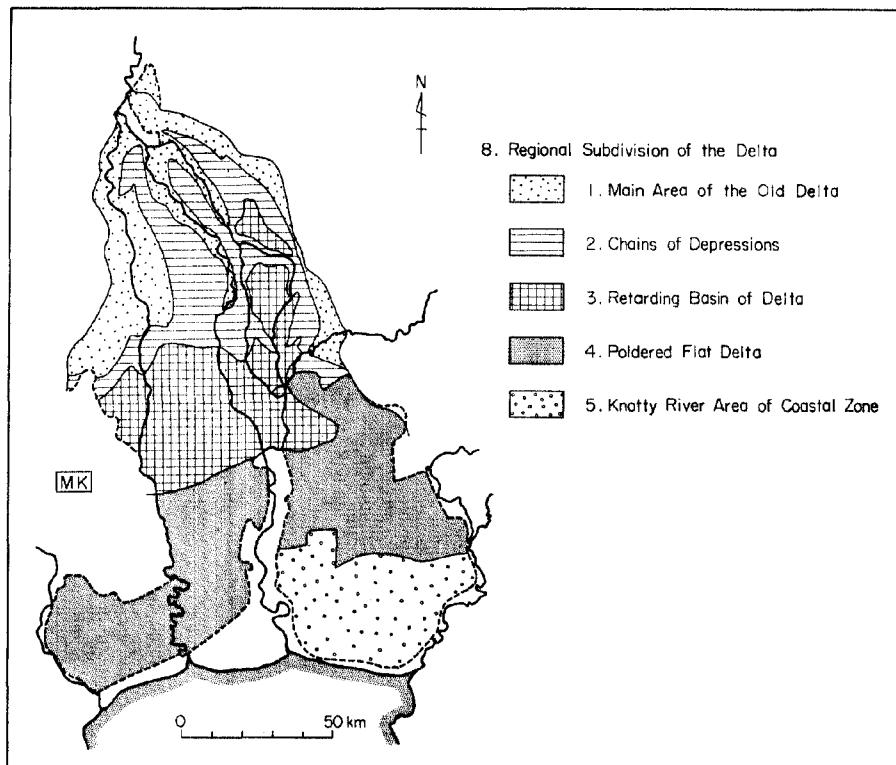 N
8. Regional Subdivision of the Delta
1. Main Area of the Old Delta
2. Chains of Depressions
3. Retarding Basin of Delta
4. Poldered Flat Delta
5. Knotty River Area of Coastal Zone
MK
0 50 km